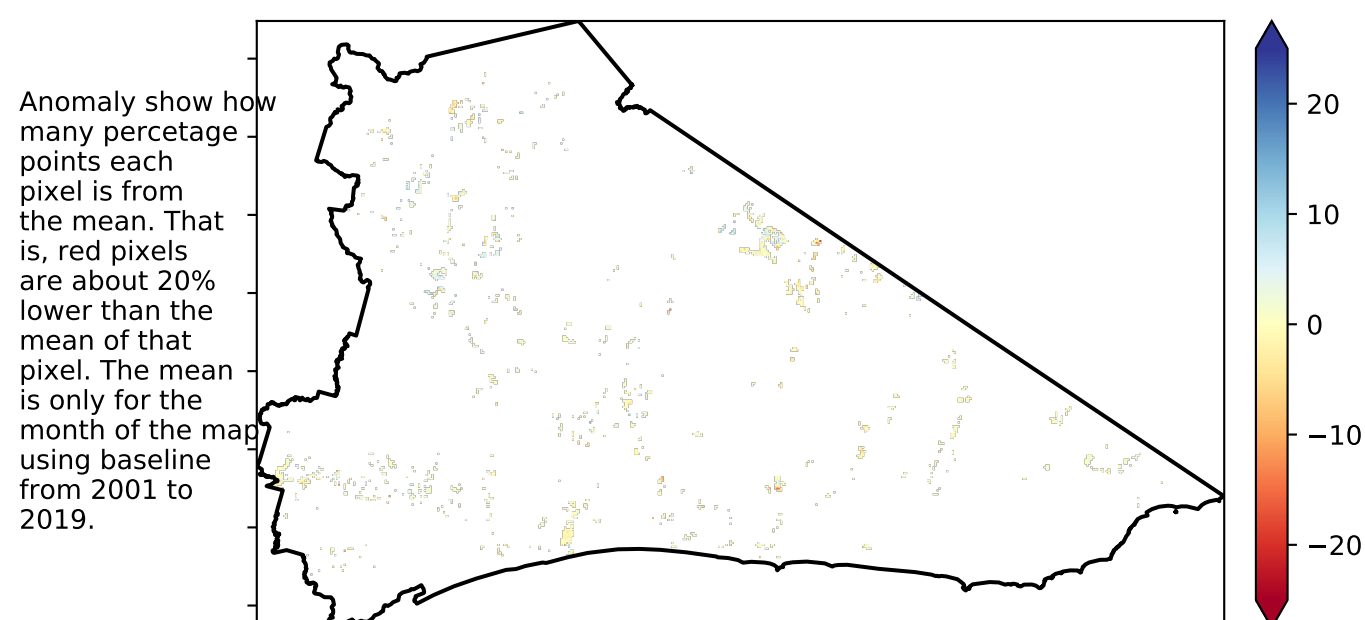 Anomaly show how
many percetage
points each
pixel is from
the mean. That
is, red pixels
are about 20%
lower than the
mean of that
pixel. The mean
is only for the
month of the map
using baseline
from 2001 to
2019.
20
10
0
−10
−20